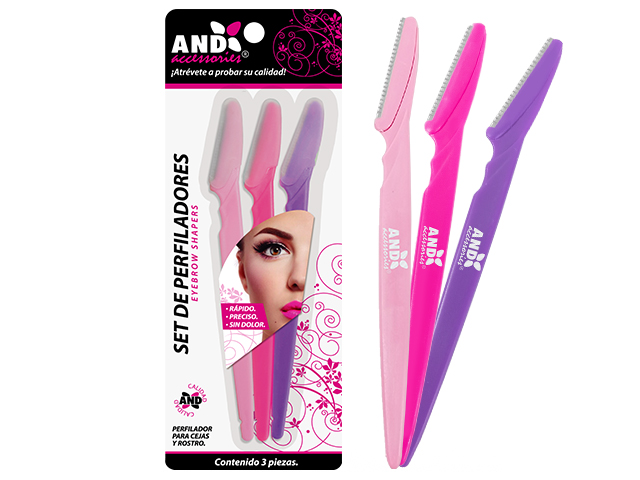 AND
accessories®
¡Atrévete a probar su calidad!
SET DE PERFILADORES
EYEBROW SHAPERS
• RÁPIDO.
• PRECISO.
• SIN DOLOR.
CALIDAD
AND
CALIDAD
PERFILADOR
PARA CEJAS
Y ROSTRO.
Contenido 3 piezas.
AND
accessories®
AND
accessories®
AND
accessories®